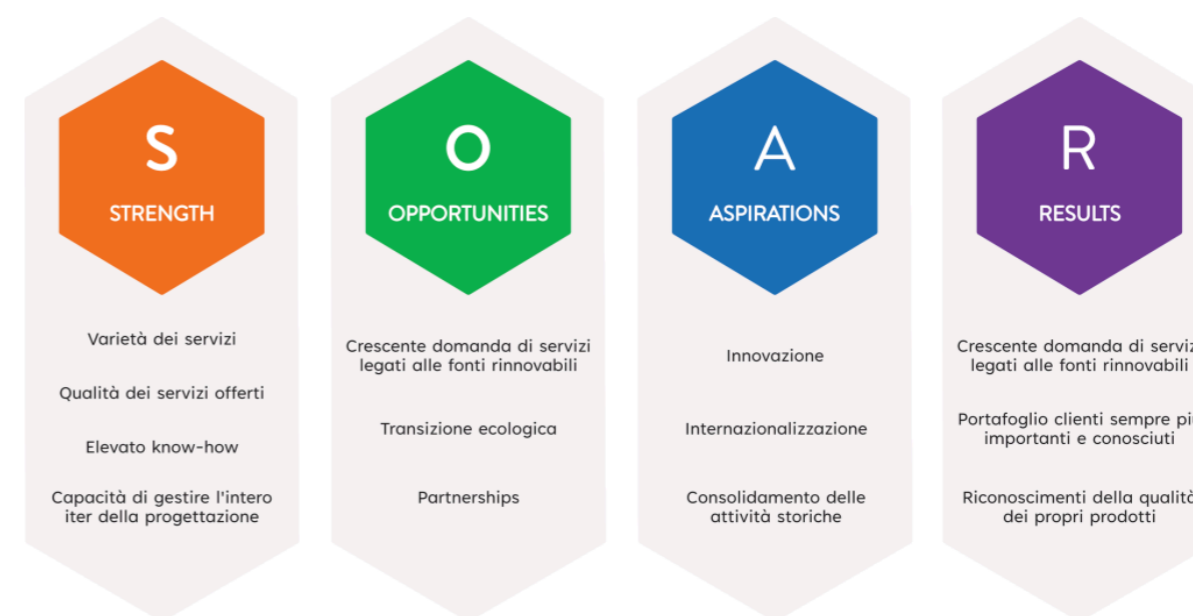 S
STRENGTH
Varietà dei servizi
Qualità dei servizi offerti
Elevato know-how
Capacità di gestire l'intero
iter della progettazione
O
OPPORTUNITIES
Crescente domanda di servizi
legati alle fonti rinnovabili
Transizione ecologica
Partnerships
A
ASPIRATIONS
Innovazione
Internazionalizzazione
Consolidamento delle
attività storiche
R
RESULTS
Crescente domanda di servizi
legati alle fonti rinnovabili
Portafoglio clienti sempre più
importanti e conosciuti
Riconoscimenti della qualità
dei propri prodotti